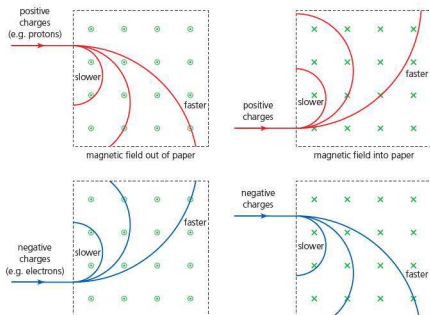 positive
charges
(e.g. protons)
slower
faster
magnetic field out of paper
positive
charges
slower
faster
magnetic field into paper
negative
charges
(e.g. electrons)
slower
faster
negative
charges
slower
faster